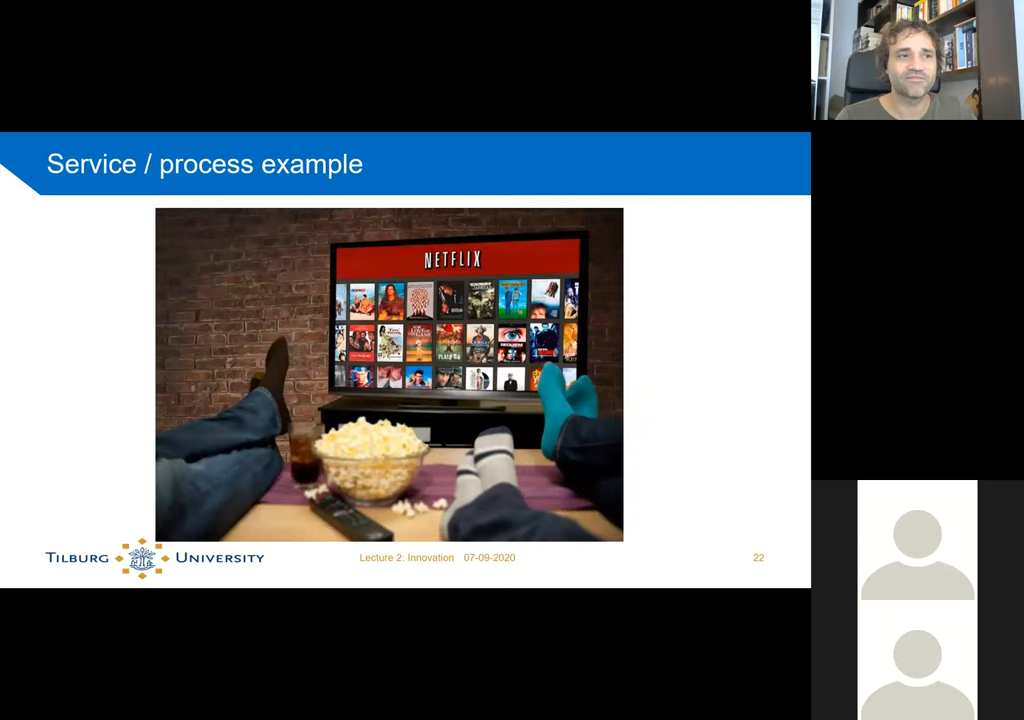 Service / process example
NETFLIX
TILBURG UNIVERSITY
Lecture 2: Innovation 07-09-2020
22